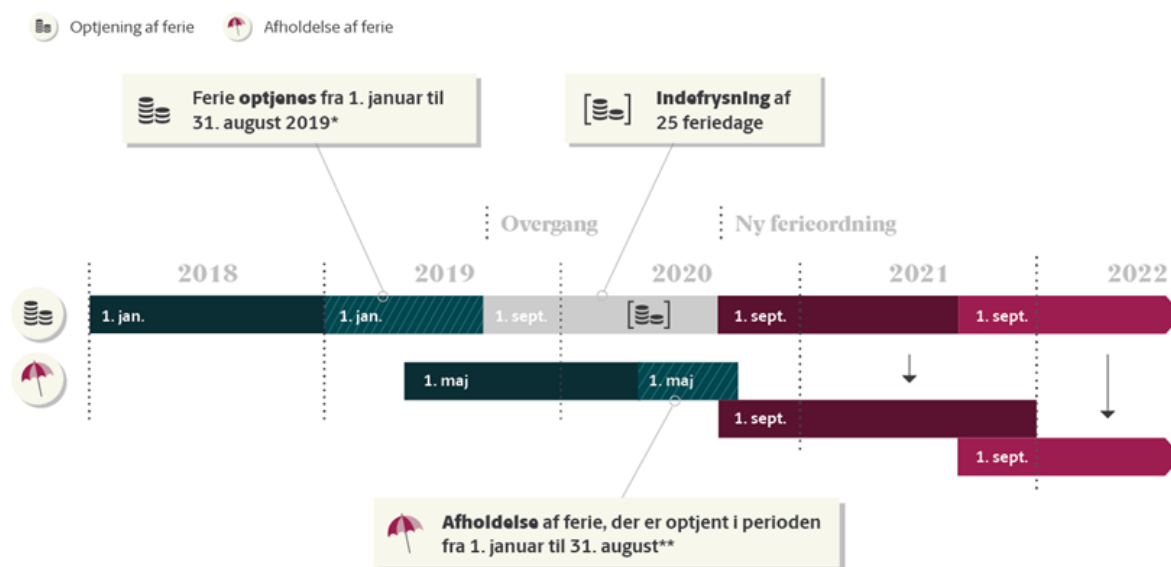 Optjening af ferie
Afholdelse af ferie
Ferie optjenes fra 1. januar til
31. august 2019*
Indefrysning af
25 feriedage
Overgang
Ny ferieordning
2018
2019
2020
2021
2022
1. jan.
1. jan.
1. sept.
1. sept.
1. sept.
1. maj
1. maj
1. sept.
1. sept.
Afholdelse af ferie, der er optjent i perioden
fra 1. januar til 31. august**